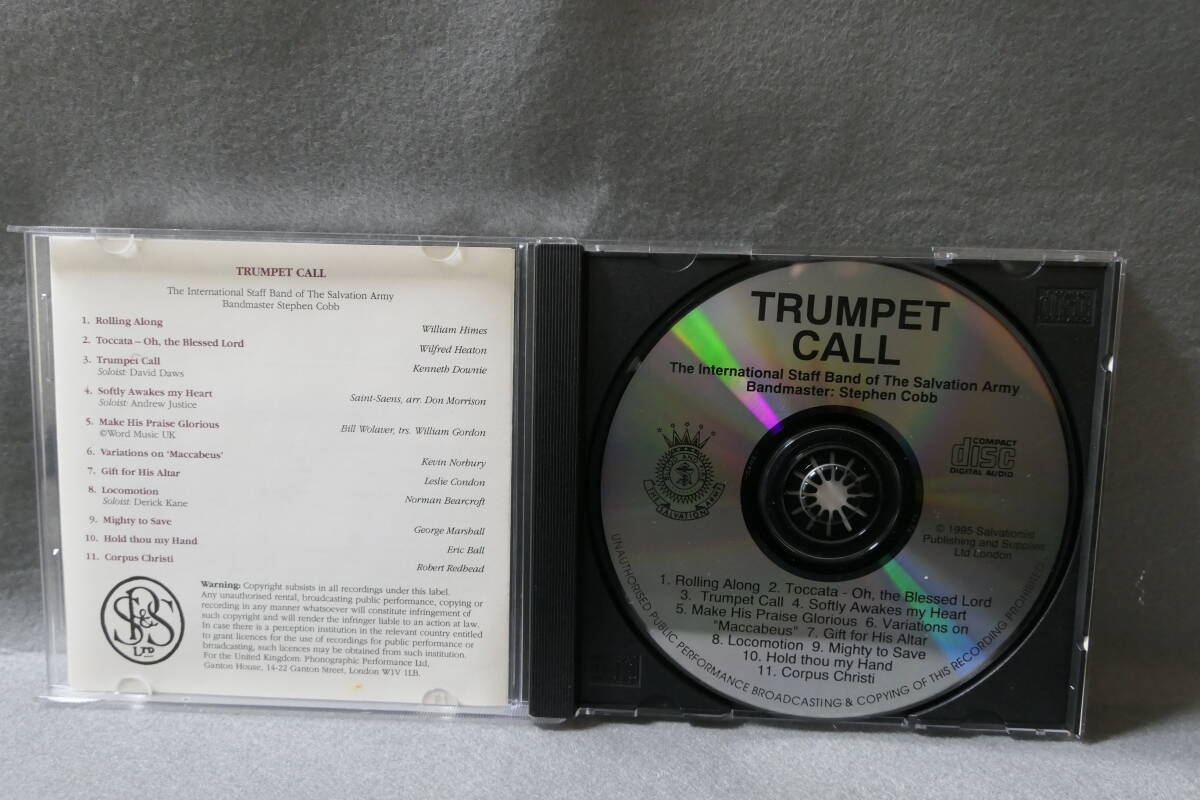 TRUMPET CALL
The International Staff Band of The Salvation Army
Bandmaster Stephen Cobb
1. Rolling Along William Himes
2. Toccata – Oh, the Blessed Lord Wilfred Heaton
3. Trumpet Call Kenneth Downie
Soloist: David Daws
4. Softly Awakes my Heart Saint-Saens, arr. Don Morrison
Soloist: Andrew Justice
5. Make His Praise Glorious Bill Wolaver, trs. William Gordon
©Word Music UK
6. Variations on 'Maccabeus' Kevin Norbury
7. Gift for His Altar Leslie Condon
8. Locomotion Norman Bearcroft
Soloist: Derick Kane
9. Mighty to Save George Marshall
10. Hold thou my Hand Eric Ball
11. Corpus Christi Robert Redhead
SP&S
LTD
Warning: Copyright subsists in all recordings under this label.
Any unauthorised rental, broadcasting public performance, copying or
recording in any manner whatsoever will constitute infringement of
such copyright and will render the infringer liable to an action at law.
In case there is a perception institution in the relevant country entitled
to grant licences for the use of recordings for public performance or
broadcasting, such licences may be obtained from such institution.
For the United Kingdom: Phonographic Performance Ltd,
Ganton House, 14-22 Ganton Street, London W1V 1LB.
TRUMPET
CALL
The International Staff Band of The Salvation Army
Bandmaster: Stephen Cobb
BLOOD AND FIRE
THE SALVATION ARMY
COMPACT
disc
DIGITAL AUDIO
© 1995 Salvationist
Publishing and Supplies
Ltd London
1. Rolling Along 2. Toccata - Oh, the Blessed Lord
3. Trumpet Call 4. Softly Awakes my Heart
5. Make His Praise Glorious 6. Variations on
"Maccabeus" 7. Gift for His Altar
8. Locomotion 9. Mighty to Save
10. Hold thou my Hand
11. Corpus Christi
UNAUTHORISED PUBLIC PERFORMANCE BROADCASTING & COPYING OF THIS RECORDING PROHIBITED